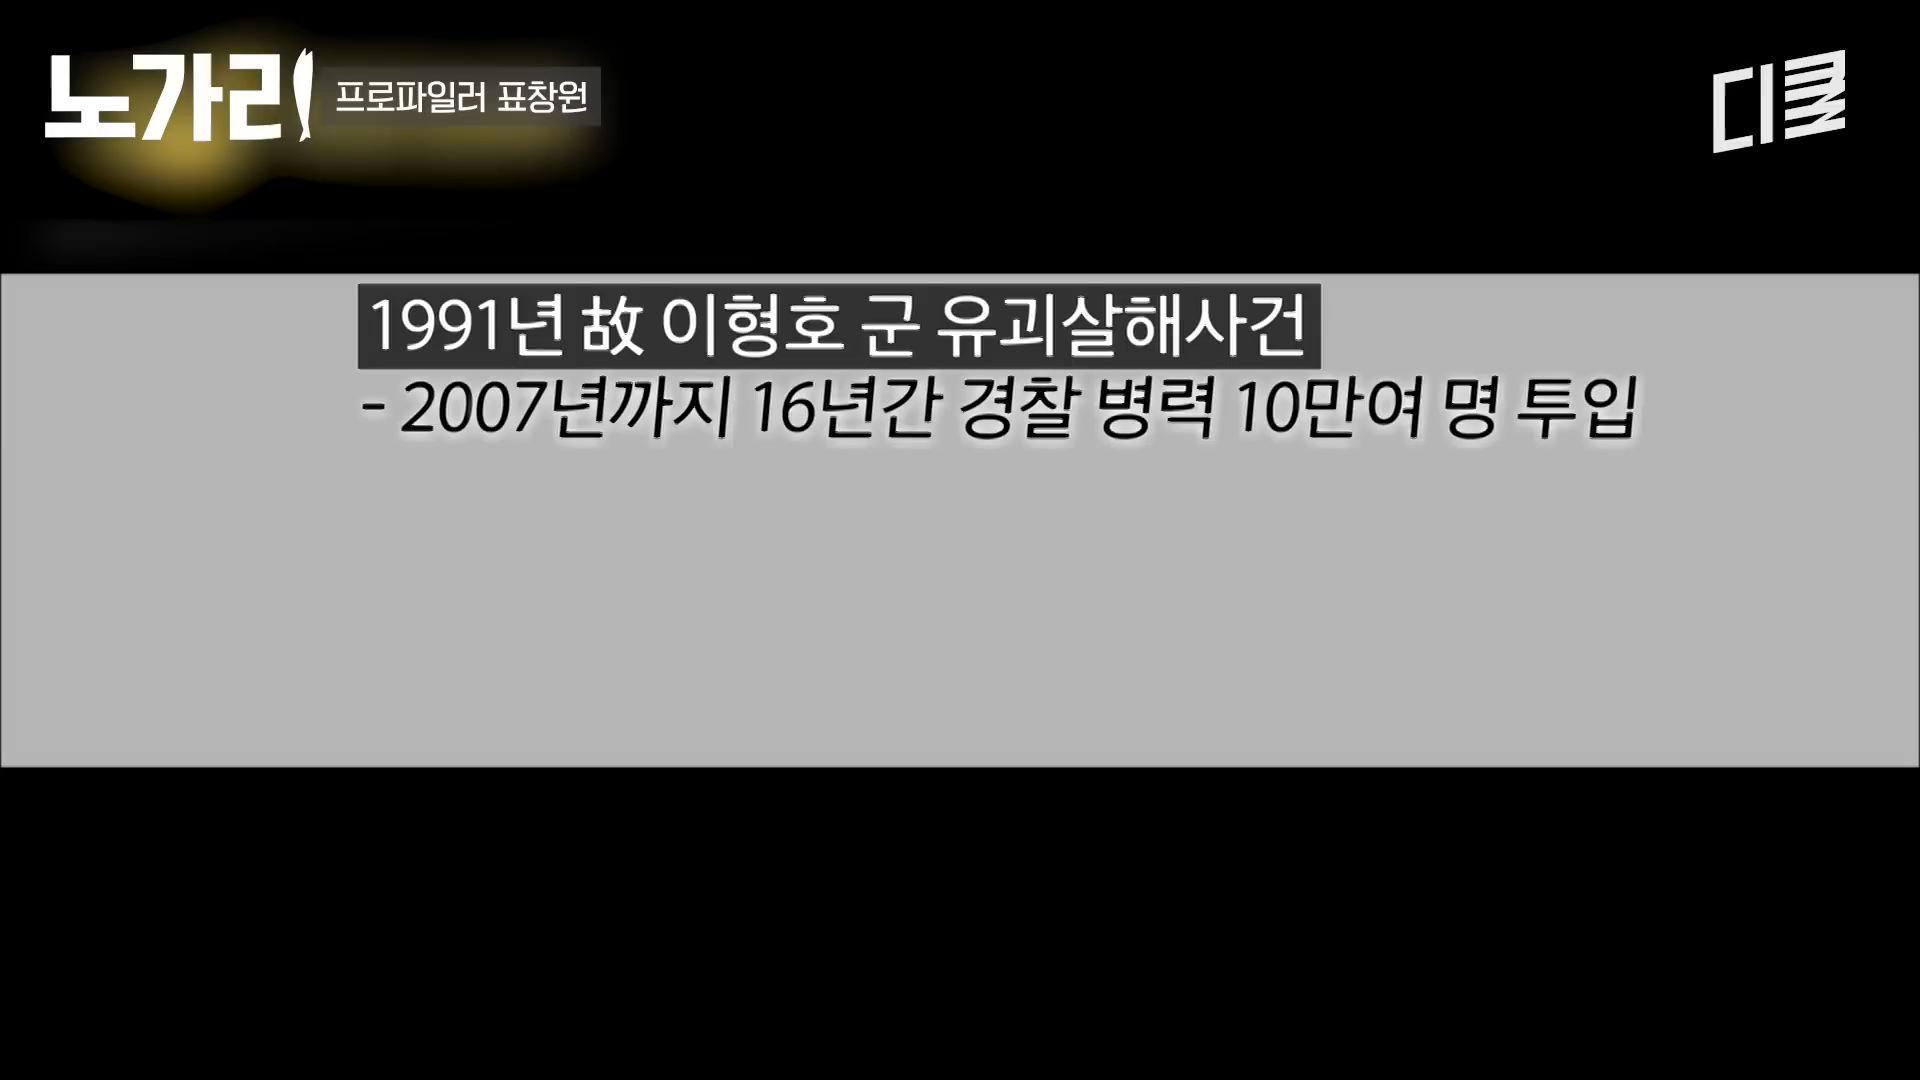 노가리
프로파일러 표창원
디클
1991년 故 이형호 군 유괴살해사건
- 2007년까지 16년간 경찰 병력 10만여 명 투입